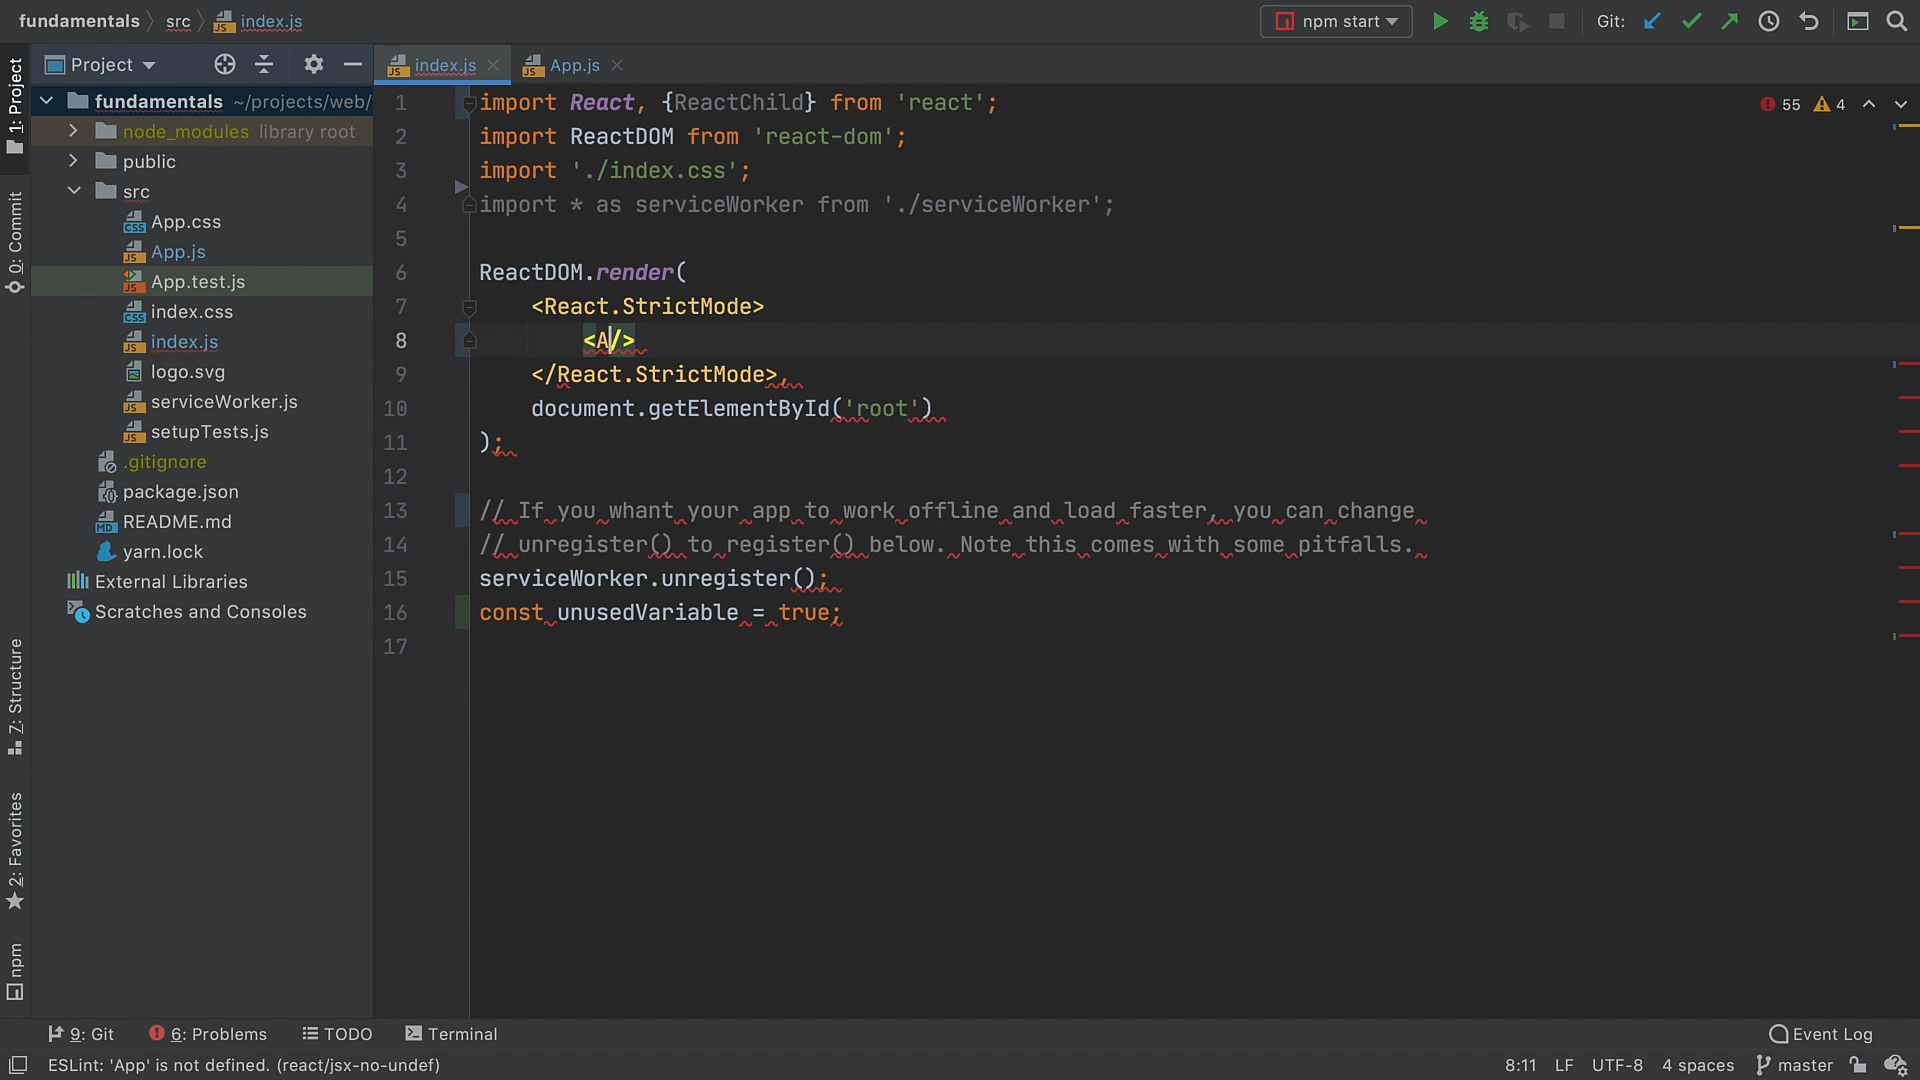 fundamentals src index.js
npm start
Git:
1: Project
0: Commit
7: Structure
2: Favorites
npm
Project
fundamentals ~/projects/web/
node_modules library root
public
src
App.css
App.js
App.test.js
index.css
index.js
logo.svg
serviceWorker.js
setupTests.js
.gitignore
package.json
README.md
yarn.lock
External Libraries
Scratches and Consoles
index.js App.js
55 4
1 import React, {ReactChild} from 'react';
2 import ReactDOM from 'react-dom';
3 import './index.css';
4 import * as serviceWorker from './serviceWorker';
5
6 ReactDOM.render(
7 <React.StrictMode>
8 <A/>
9 </React.StrictMode>,
10 document.getElementById('root')
11 );
12
13 // If you whant your app to work offline and load faster, you can change
14 // unregister() to register() below. Note this comes with some pitfalls.
15 serviceWorker.unregister();
16 const unusedVariable = true;
17
9: Git 6: Problems TODO Terminal Event Log
ESLint: 'App' is not defined. (react/jsx-no-undef) 8:11 LF UTF-8 4 spaces master